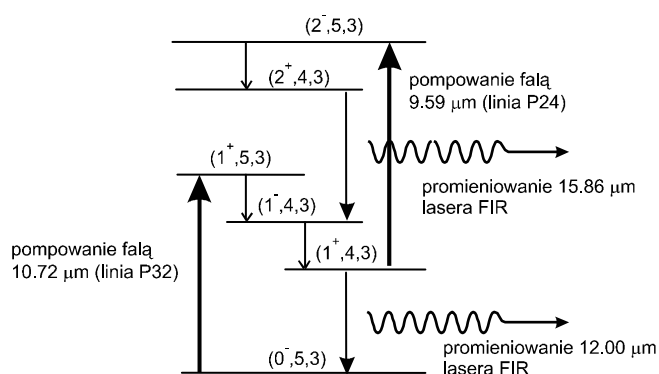 (2⁻,5,3)
(2⁺,4,3)
pompowanie falą
9.59 μm (linia P24)
(1⁺,5,3)
promieniowanie 15.86 μm
lasera FIR
(1⁻,4,3)
pompowanie falą
10.72 μm (linia P32)
(1⁺,4,3)
(0⁻,5,3)
promieniowanie 12.00 μm
lasera FIR